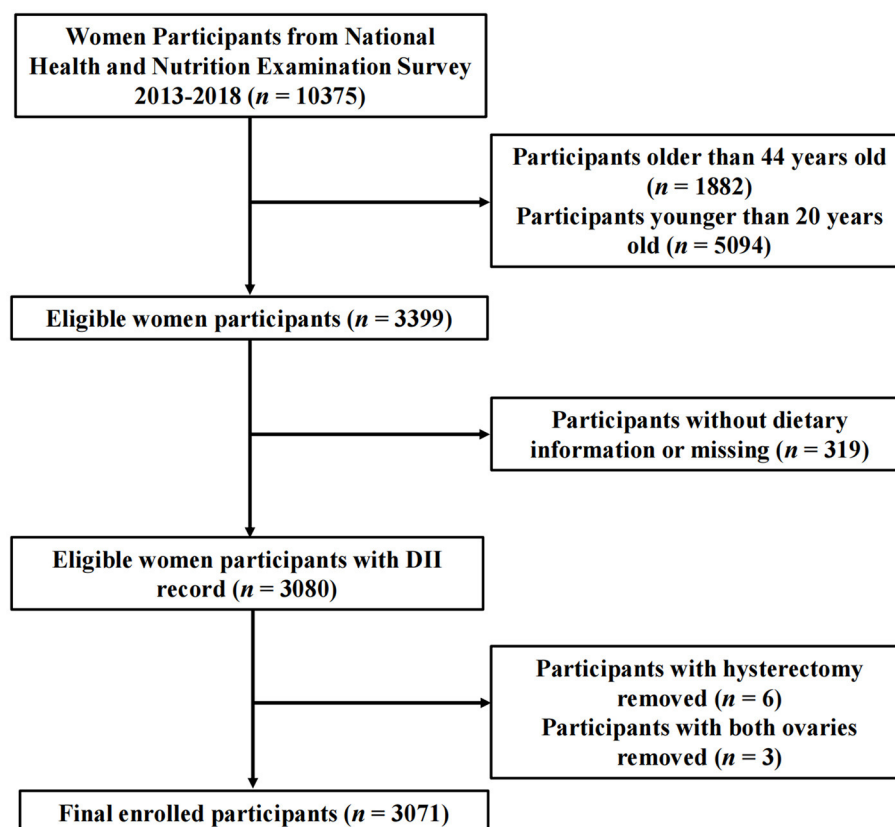 Women Participants from National
Health and Nutrition Examination Survey
2013-2018 (n = 10375)
Participants older than 44 years old
(n = 1882)
Participants younger than 20 years
old (n = 5094)
Eligible women participants (n = 3399)
Participants without dietary
information or missing (n = 319)
Eligible women participants with DII
record (n = 3080)
Participants with hysterectomy
removed (n = 6)
Participants with both ovaries
removed (n = 3)
Final enrolled participants (n = 3071)